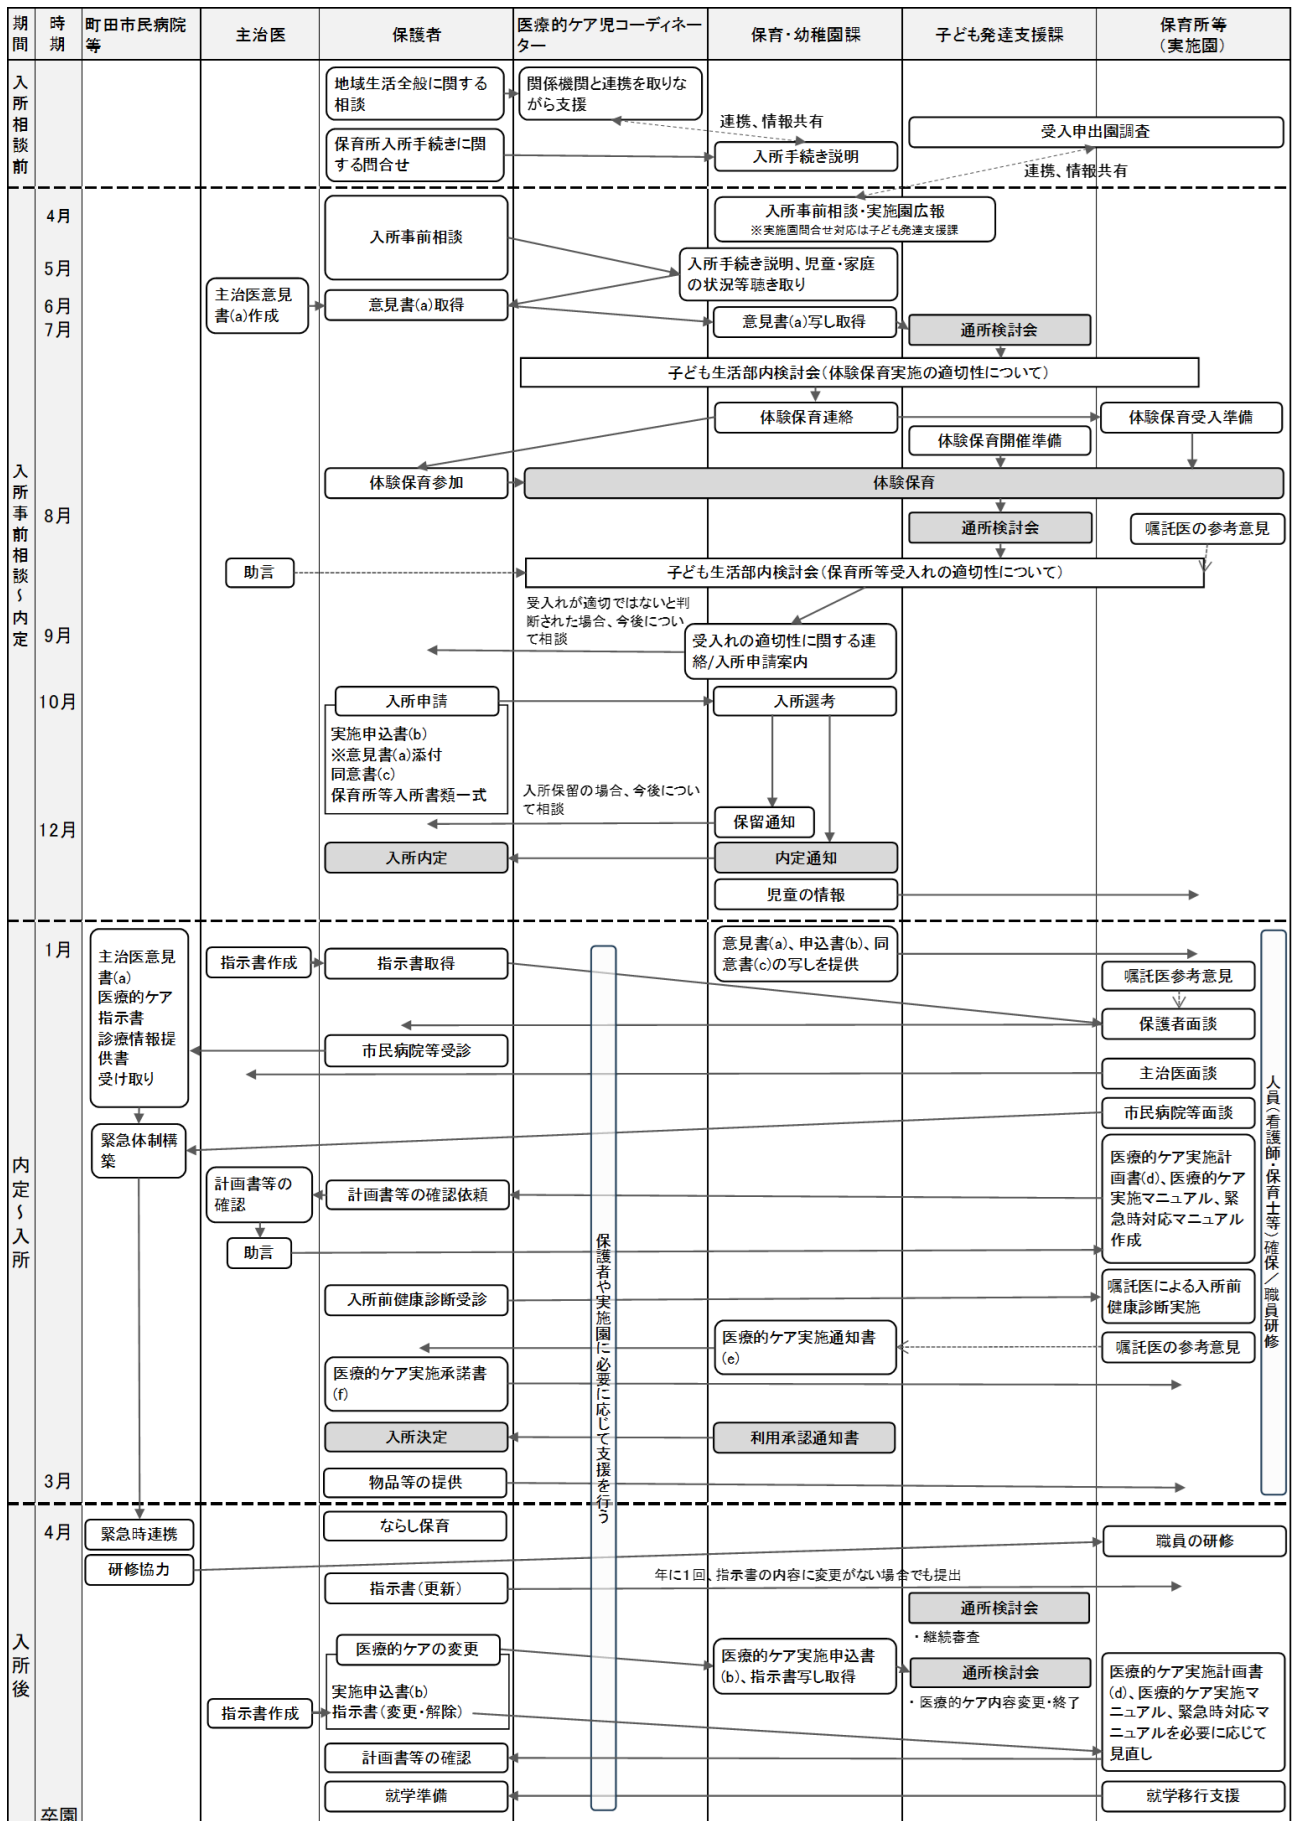 期間
時期
町田市民病院
等
主治医
保護者
医療的ケア児コーディネー
ター
保育・幼稚園課
子ども発達支援課
保育所等
(実施園)
入所相談前
地域生活全般に関する
相談
関係機関と連携を取りな
がら支援
連携、情報共有
受入申出園調査
保育所入所手続きに関
する問合せ
入所手続き説明
連携、情報共有
入所事前相談～内定
4月
入所事前相談
入所事前相談・実施園広報
※実施園問合せ対応は子ども発達支援課
5月
入所手続き説明、児童・家庭
の状況等聴き取り
主治医意見
書(a)作成
6月
意見書(a)取得
7月
意見書(a)写し取得
通所検討会
子ども生活部内検討会(体験保育実施の適切性について)
体験保育連絡
体験保育受入準備
体験保育開催準備
体験保育参加
体験保育
8月
通所検討会
嘱託医の参考意見
助言
子ども生活部内検討会(保育所等受入れの適切性について)
受入れが適切ではないと判
断された場合、今後につい
て相談
9月
受入れの適切性に関する連
絡/入所申請案内
10月
入所申請
入所選考
実施申込書(b)
※意見書(a)添付
同意書(c)
保育所等入所書類一式
入所保留の場合、今後につい
て相談
12月
保留通知
入所内定
内定通知
児童の情報
内定～入所
1月
主治医意見
書(a)
医療的ケア
指示書
診療情報提
供書
受け取り
指示書作成
指示書取得
意見書(a)、申込書(b)、同
意書(c)の写しを提供
嘱託医参考意見
保護者面談
市民病院等受診
主治医面談
市民病院等面談
緊急体制構
築
医療的ケア実施計
画書(d)、医療的ケア
実施マニュアル、緊
急時対応マニュアル
作成
計画書等の
確認
計画書等の確認依頼
助言
入所前健康診断受診
嘱託医による入所前
健康診断実施
医療的ケア実施通知書
(e)
嘱託医の参考意見
医療的ケア実施承諾書
(f)
入所決定
利用承認通知書
3月
物品等の提供
保護者や実施園に必要に応じて支援を行う
人員(看護師・保育士等)確保/職員研修
入所後
4月
緊急時連携
ならし保育
職員の研修
研修協力
年に1回、指示書の内容に変更がない場合でも提出
指示書(更新)
通所検討会
・継続審査
医療的ケアの変更
医療的ケア実施申込書
(b)、指示書写し取得
通所検討会
・医療的ケア内容変更・終了
医療的ケア実施計画書
(d)、医療的ケア実施マ
ニュアル、緊急時対応マ
ニュアルを必要に応じて
見直し
実施申込書(b)
指示書作成
指示書(変更・解除)
計画書等の確認
就学準備
就学移行支援
卒園